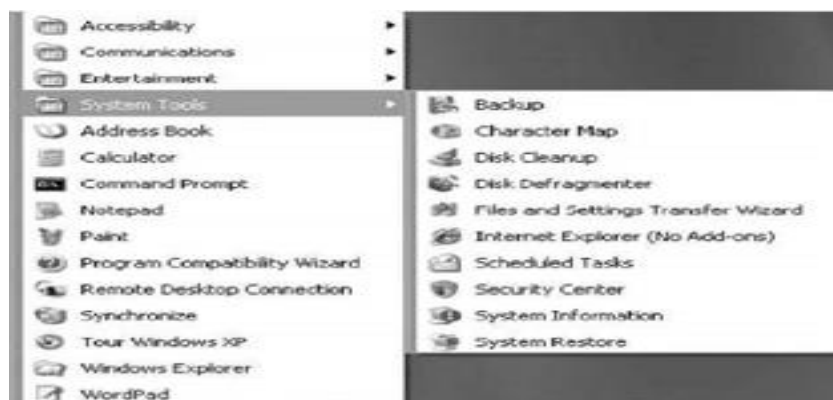 Accessibility
Communications
Entertainment
System Tools
Address Book
Calculator
Command Prompt
Notepad
Paint
Program Compatibility Wizard
Remote Desktop Connection
Synchronize
Tour Windows XP
Windows Explorer
WordPad
Backup
Character Map
Disk Cleanup
Disk Defragmenter
Files and Settings Transfer Wizard
Internet Explorer (No Add-ons)
Scheduled Tasks
Security Center
System Information
System Restore